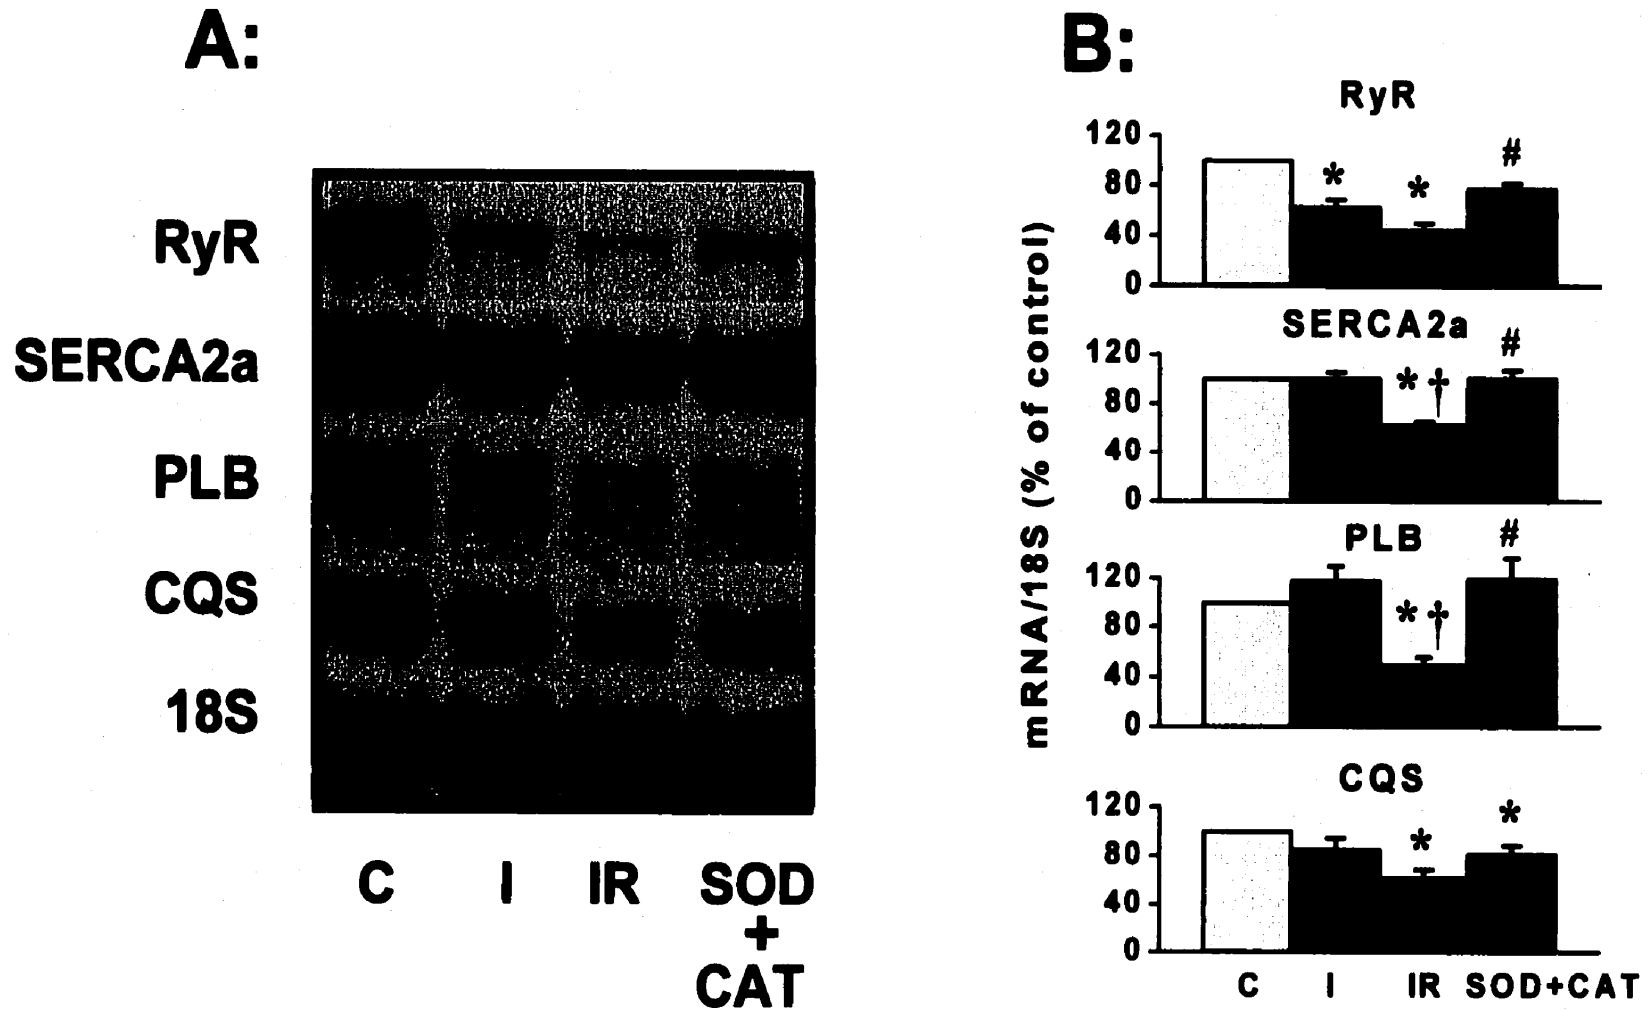 A:
RyR
SERCA2a
PLB
CQS
18S
C I IR SOD
+
CAT
B:
mRNA/18S (% of control)
RyR
120
80
40
0
* * #
SERCA2a
120
80
40
0
*† #
PLB
120
80
40
0
*† #
CQS
120
80
40
0
* *
C I IR SOD+CAT